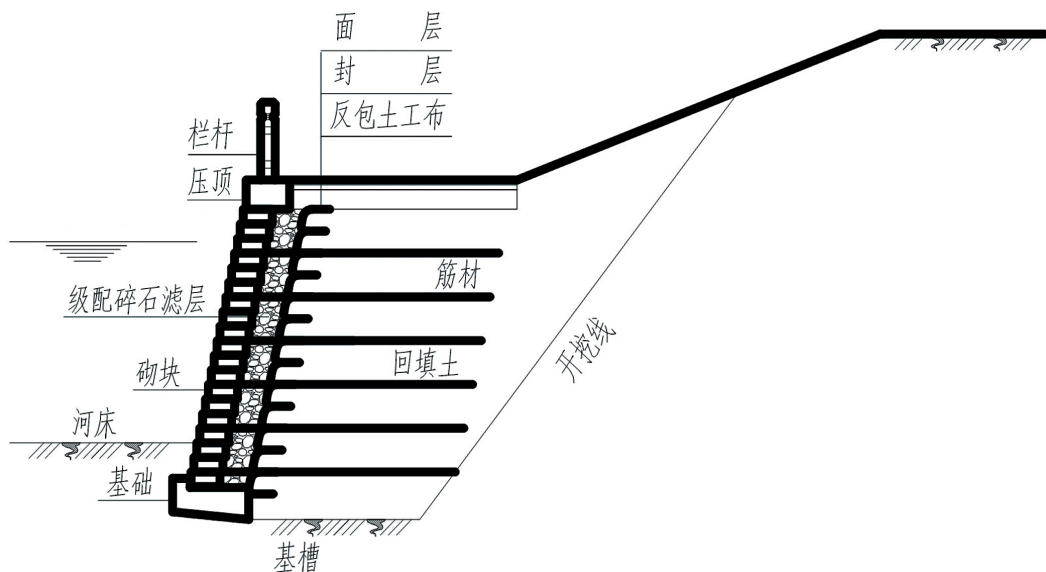 面 层
封 层
反包土工布
栏杆
压顶
筋材
级配碎石滤层
开挖线
回填土
砌块
河床
基础
基槽